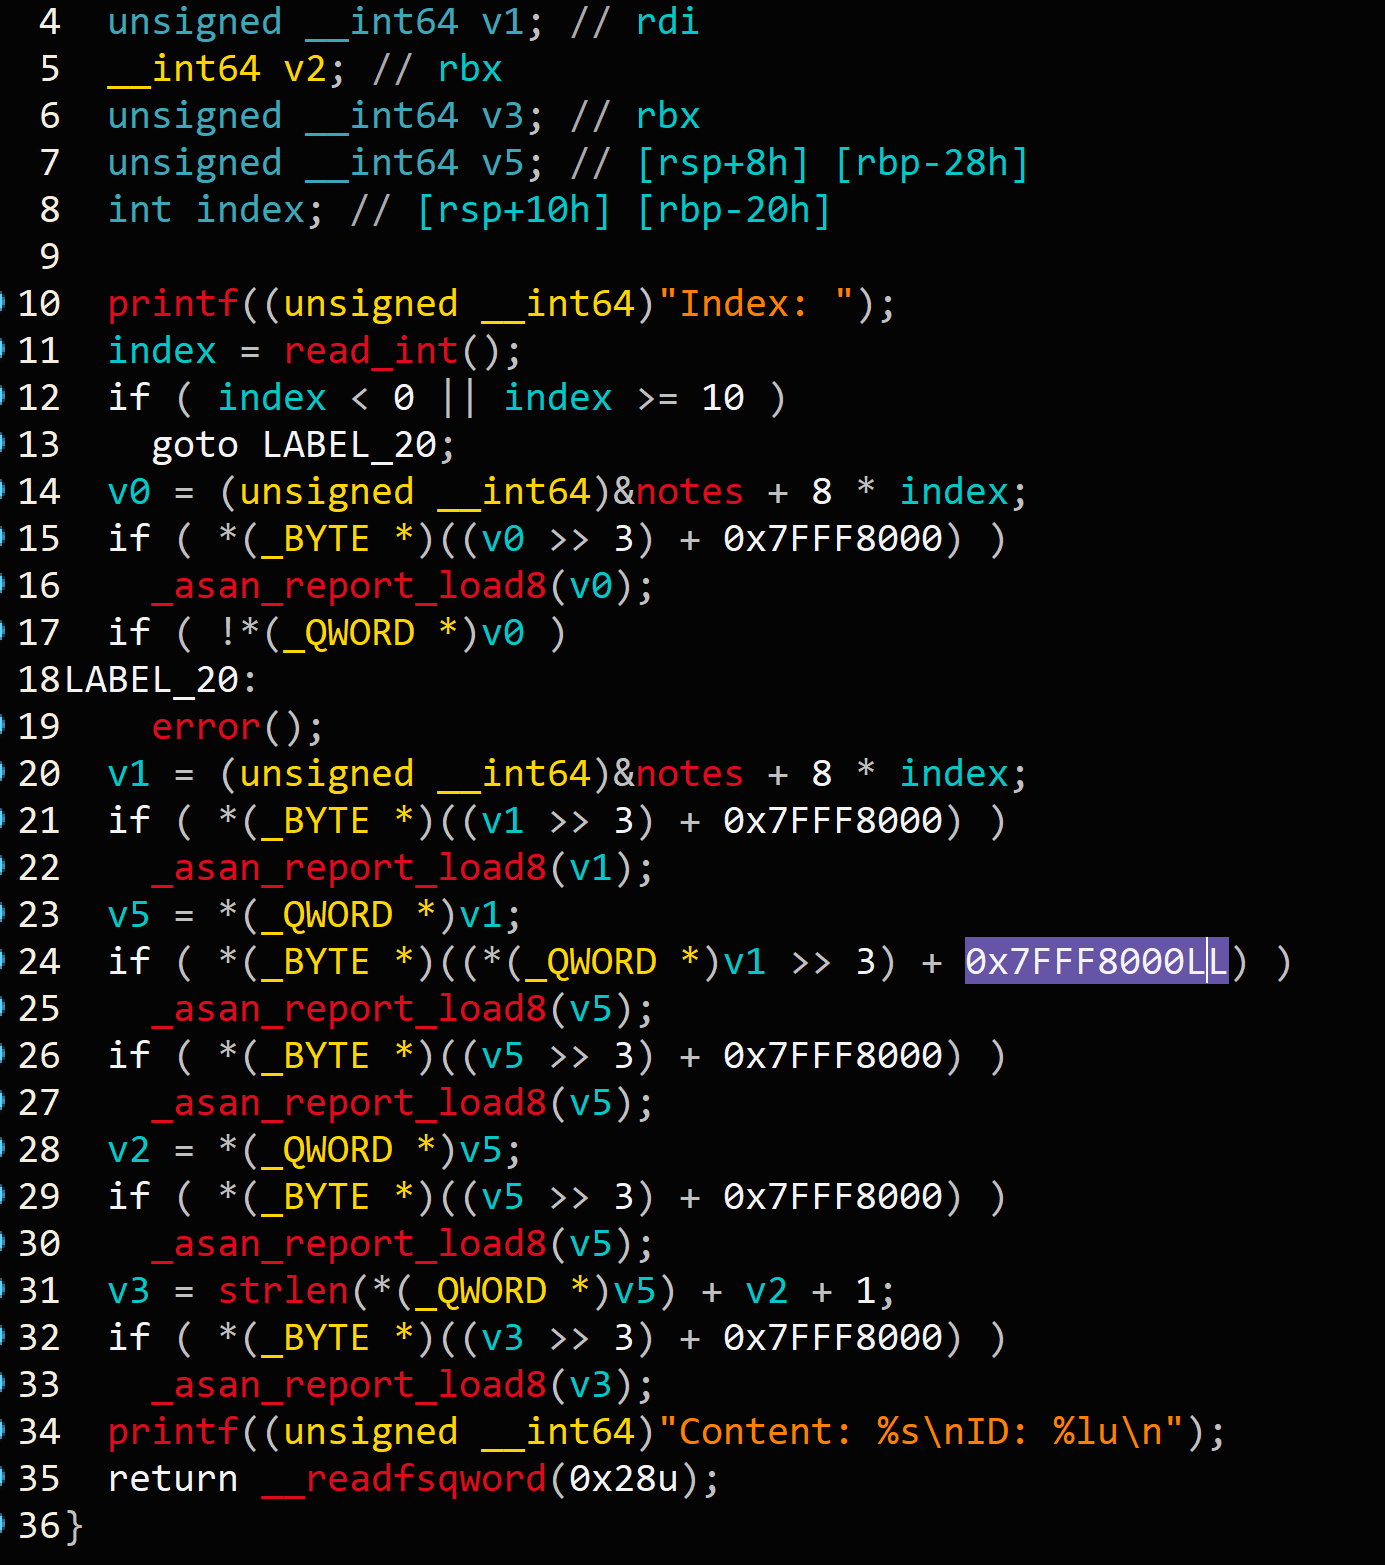 4 unsigned __int64 v1; // rdi
5 __int64 v2; // rbx
6 unsigned __int64 v3; // rbx
7 unsigned __int64 v5; // [rsp+8h] [rbp-28h]
8 int index; // [rsp+10h] [rbp-20h]
9
10 printf((unsigned __int64)"Index: ");
11 index = read_int();
12 if ( index < 0 || index >= 10 )
13 goto LABEL_20;
14 v0 = (unsigned __int64)&notes + 8 * index;
15 if ( *(_BYTE *)((v0 >> 3) + 0x7FFF8000) )
16 _asan_report_load8(v0);
17 if ( !*(_QWORD *)v0 )
18 LABEL_20:
19 error();
20 v1 = (unsigned __int64)&notes + 8 * index;
21 if ( *(_BYTE *)((v1 >> 3) + 0x7FFF8000) )
22 _asan_report_load8(v1);
23 v5 = *(_QWORD *)v1;
24 if ( *(_BYTE *)((*(_QWORD *)v1 >> 3) + 0x7FFF8000LL) )
25 _asan_report_load8(v5);
26 if ( *(_BYTE *)((v5 >> 3) + 0x7FFF8000) )
27 _asan_report_load8(v5);
28 v2 = *(_QWORD *)v5;
29 if ( *(_BYTE *)((v5 >> 3) + 0x7FFF8000) )
30 _asan_report_load8(v5);
31 v3 = strlen(*(_QWORD *)v5) + v2 + 1;
32 if ( *(_BYTE *)((v3 >> 3) + 0x7FFF8000) )
33 _asan_report_load8(v3);
34 printf((unsigned __int64)"Content: %s\nID: %lu\n");
35 return __readfsqword(0x28u);
36 }